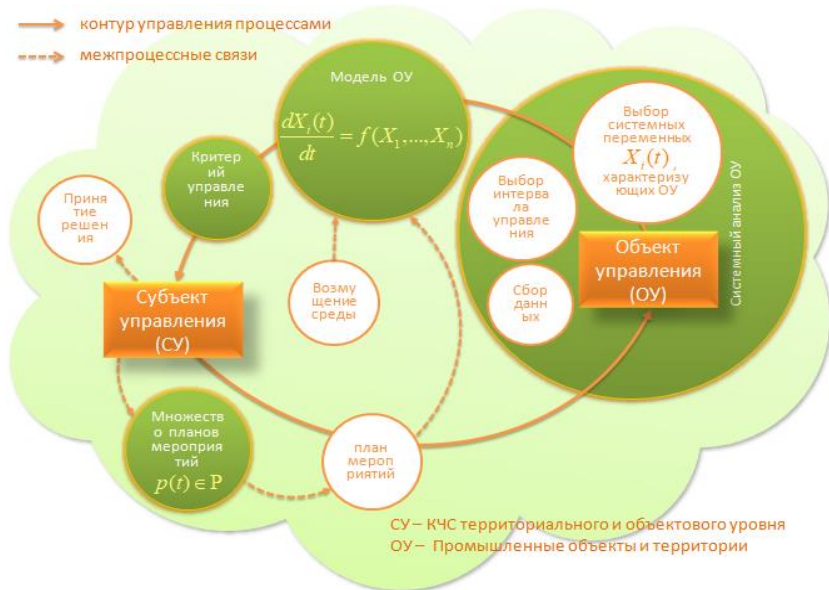 контур управления процессами
межпроцессные связи
Модель ОУ
dX_i(t)/dt = f(X_1,...,X_n)
Критер
ий управле
ния
Приня
тие решен
ия
Субъект
управления
(СУ)
Возму
щение
среды
Выбор
системных
переменных
X_i(t) ,
характеризу
ющих ОУ
Выбор
интерва
ла
управле
ния
Сбор
данн
ых
Объект
управления
(ОУ)
Системный анализ ОУ
Множеств
о планов
мероприя
тий
p(t) ∈ P
план
мероп
риятий
СУ – КЧС территориального и объектового уровня
ОУ – Промышленные объекты и территории